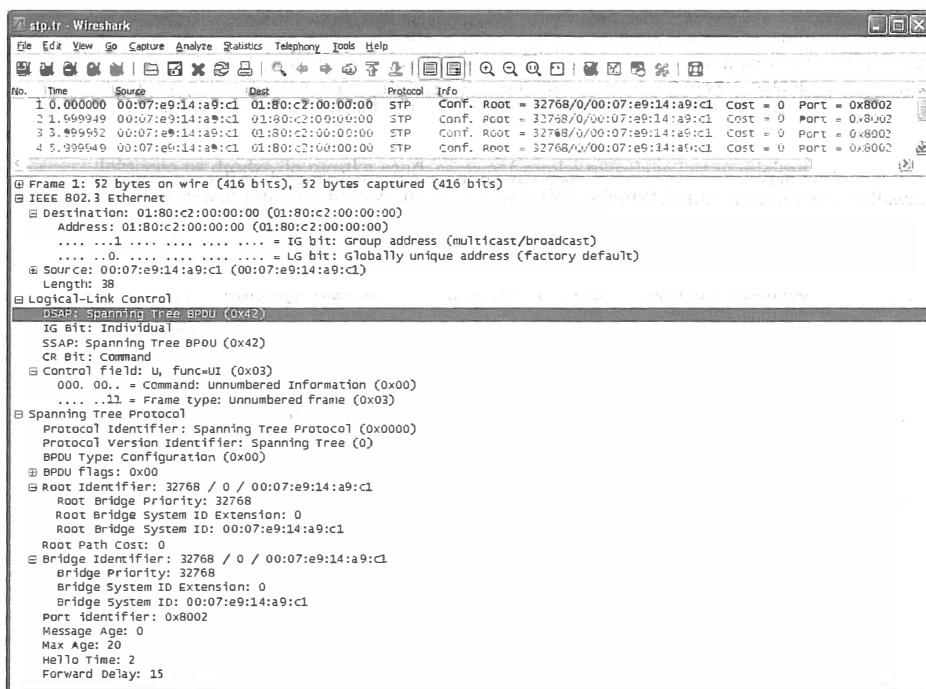 stp.tr - Wireshark
File Edit View Go Capture Analyze Statistics Telephony Tools Help
No. Time Source Dest Protocol Info
1 0.000000 00:07:e9:14:a9:c1 01:80:c2:00:00:00 STP Conf. Root = 32768/0/00:07:e9:14:a9:c1 Cost = 0 Port = 0x8002
2 1.999949 00:07:e9:14:a9:c1 01:80:c2:00:00:00 STP Conf. Root = 32768/0/00:07:e9:14:a9:c1 Cost = 0 Port = 0x8002
3 3.999952 00:07:e9:14:a9:c1 01:80:c2:00:00:00 STP Conf. Root = 32768/0/00:07:e9:14:a9:c1 Cost = 0 Port = 0x8002
4 5.999949 00:07:e9:14:a9:c1 01:80:c2:00:00:00 STP Conf. Root = 32768/0/00:07:e9:14:a9:c1 Cost = 0 Port = 0x8002
Frame 1: 52 bytes on wire (416 bits), 52 bytes captured (416 bits)
IEEE 802.3 Ethernet
Destination: 01:80:c2:00:00:00 (01:80:c2:00:00:00)
Address: 01:80:c2:00:00:00 (01:80:c2:00:00:00)
.... ...1 .... .... .... .... = IG bit: Group address (multicast/broadcast)
.... ..0. .... .... .... .... = LG bit: Globally unique address (factory default)
Source: 00:07:e9:14:a9:c1 (00:07:e9:14:a9:c1)
Length: 38
Logical-Link Control
DSAP: Spanning Tree BPDU (0x42)
IG Bit: Individual
SSAP: Spanning Tree BPDU (0x42)
CR Bit: Command
Control field: U, func=UI (0x03)
000. 00.. = Command: Unnumbered Information (0x00)
.... ..11 = Frame type: Unnumbered frame (0x03)
Spanning Tree Protocol
Protocol Identifier: Spanning Tree Protocol (0x0000)
Protocol Version Identifier: Spanning Tree (0)
BPDU Type: Configuration (0x00)
BPDU flags: 0x00
Root Identifier: 32768 / 0 / 00:07:e9:14:a9:c1
Root Bridge Priority: 32768
Root Bridge System ID Extension: 0
Root Bridge System ID: 00:07:e9:14:a9:c1
Root Path Cost: 0
Bridge Identifier: 32768 / 0 / 00:07:e9:14:a9:c1
Bridge Priority: 32768
Bridge System ID Extension: 0
Bridge System ID: 00:07:e9:14:a9:c1
Port identifier: 0x8002
Message Age: 0
Max Age: 20
Hello Time: 2
Forward Delay: 15